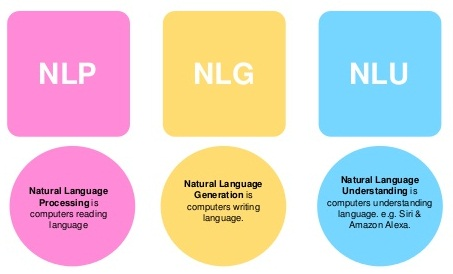 NLP
NLG
NLU
Natural Language
Processing is
computers reading
language
Natural Language
Generation is
computers writing
language.
Natural Language
Understanding is
computers understanding
language. e.g. Siri &
Amazon Alexa.